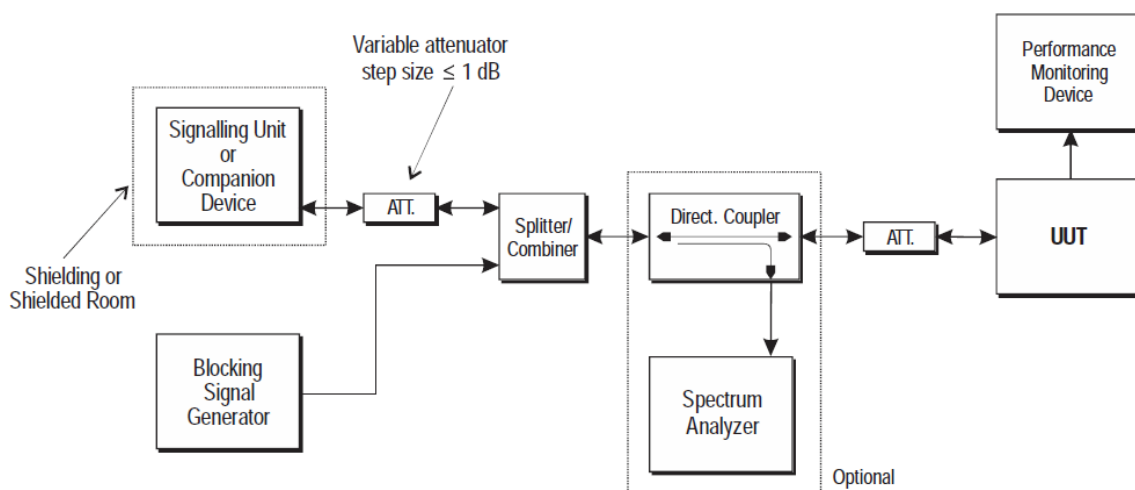 Variable attenuator
step size ≤ 1 dB
Performance
Monitoring
Device
Signalling Unit
or
Companion
Device
ATT.
Splitter/
Combiner
Direct. Coupler
ATT.
UUT
Shielding or
Shielded Room
Blocking
Signal
Generator
Spectrum
Analyzer
Optional